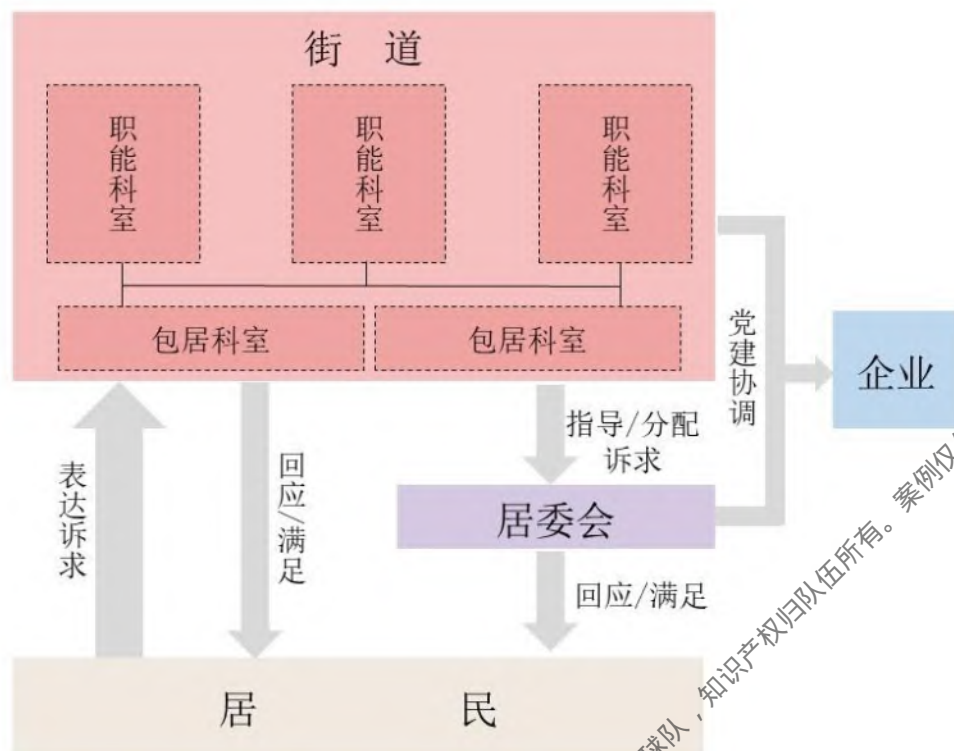 街 道
职能科室
职能科室
职能科室
包居科室
包居科室
党建协调
企业
表达诉求
回应/满足
指导/分配
诉求
居委会
回应/满足
居 民
球队，知识产权归队伍所有。案例仅